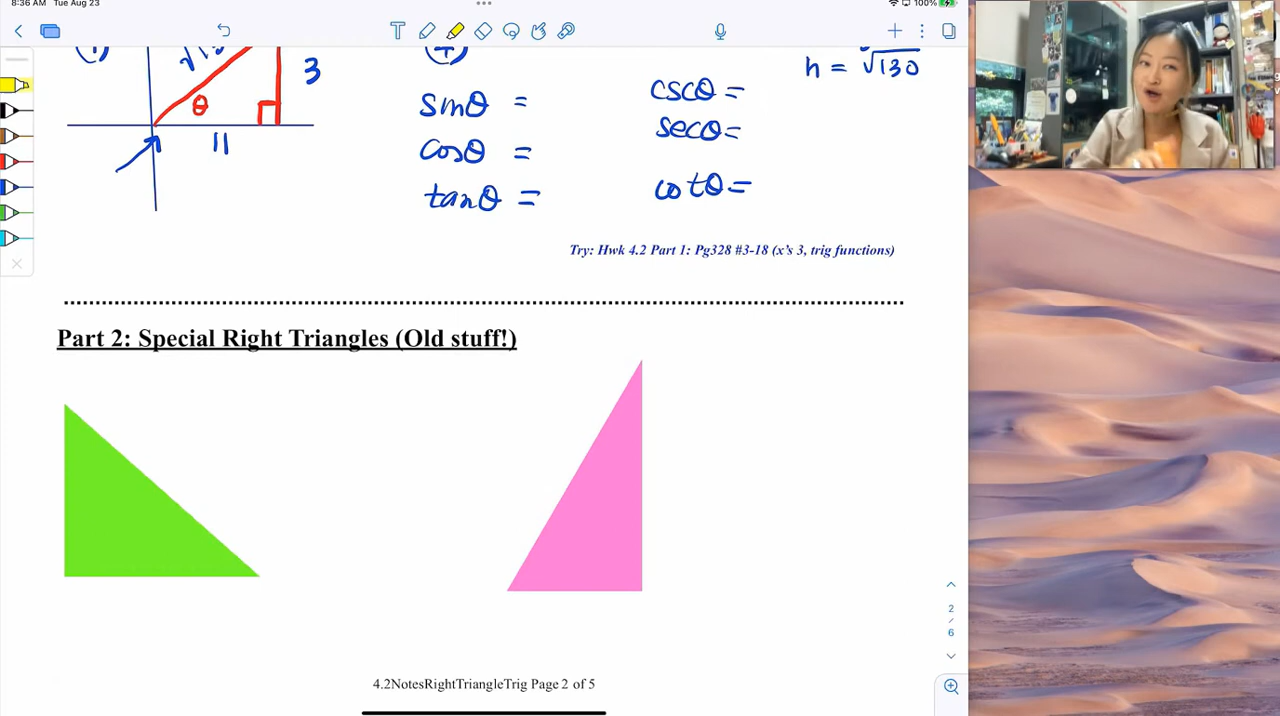 8:36 AM Tue Aug 23
100%
(1)
θ
3
11
(+)
sinθ =
cosθ =
tanθ =
cscθ =
secθ=
cotθ=
h = √130
Try: Hwk 4.2 Part 1: Pg328 #3-18 (x's 3, trig functions)
Part 2: Special Right Triangles (Old stuff!)
2
/
6
4.2NotesRightTriangleTrig Page 2 of 5